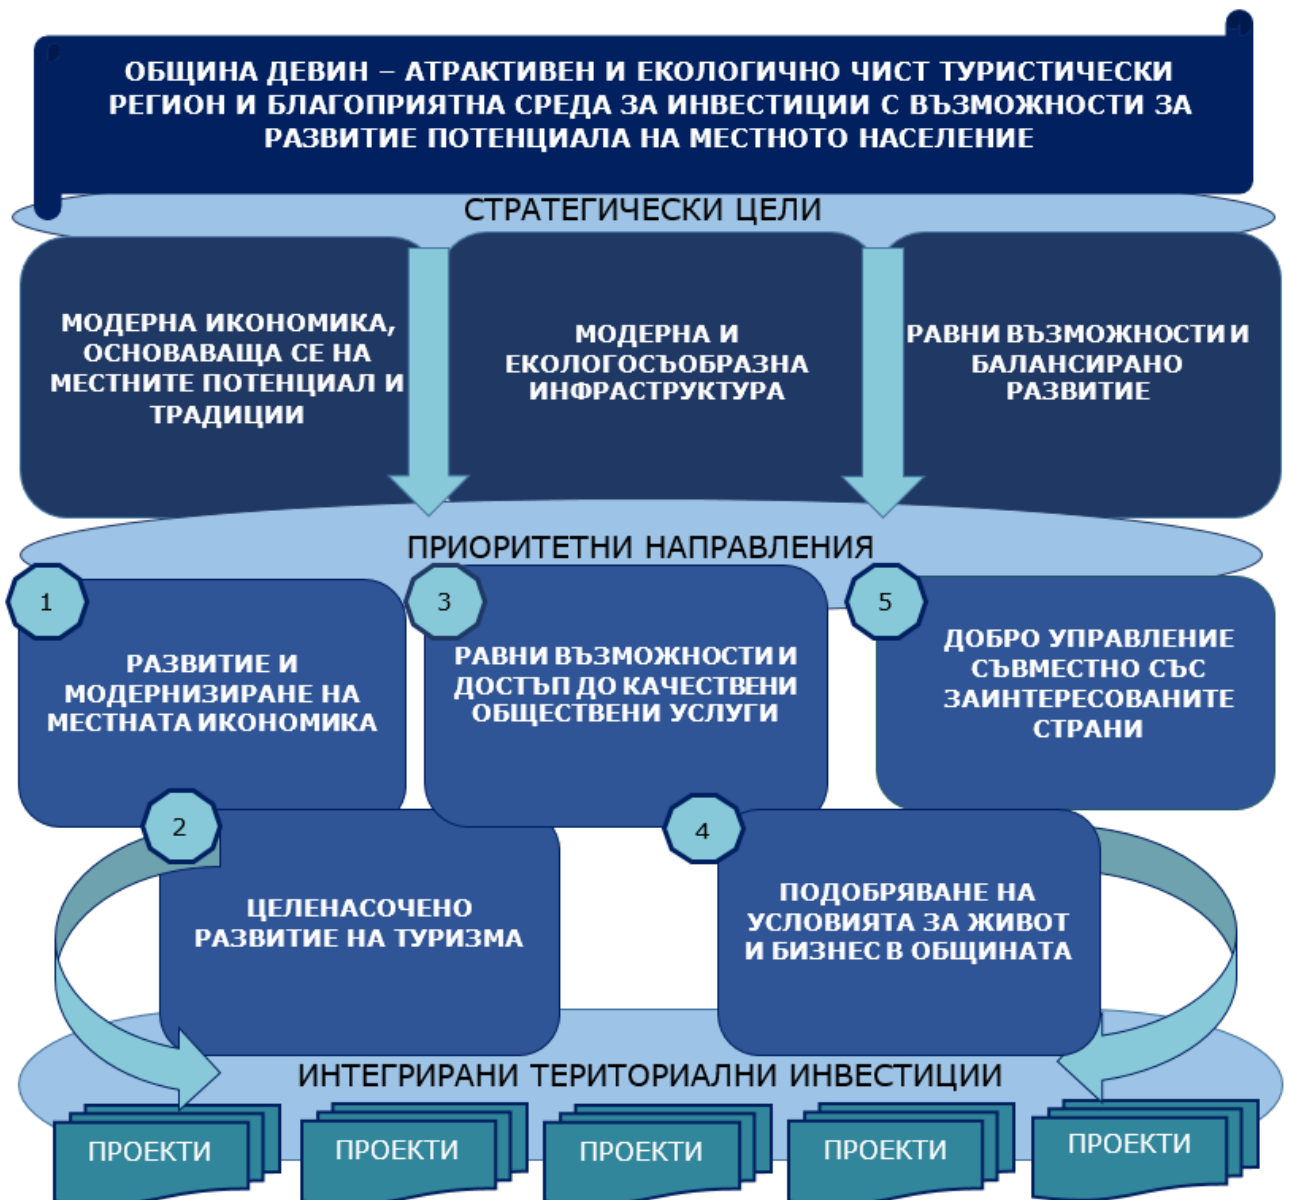 ОБЩИНА ДЕВИН – АТРАКТИВЕН И ЕКОЛОГИЧНО ЧИСТ ТУРИСТИЧЕСКИ
РЕГИОН И БЛАГОПРИЯТНА СРЕДА ЗА ИНВЕСТИЦИИ С ВЪЗМОЖНОСТИ ЗА
РАЗВИТИЕ ПОТЕНЦИАЛА НА МЕСТНОТО НАСЕЛЕНИЕ
СТРАТЕГИЧЕСКИ ЦЕЛИ
МОДЕРНА ИКОНОМИКА,
ОСНОВАВАЩА СЕ НА
МЕСТНИТЕ ПОТЕНЦИАЛ И
ТРАДИЦИИ
МОДЕРНА И
ЕКОЛОГОСЪОБРАЗНА
ИНФРАСТРУКТУРА
РАВНИ ВЪЗМОЖНОСТИ И
БАЛАНСИРАНО
РАЗВИТИЕ
ПРИОРИТЕТНИ НАПРАВЛЕНИЯ
1
РАЗВИТИЕ И
МОДЕРНИЗИРАНЕ НА
МЕСТНАТА ИКОНОМИКА
3
РАВНИ ВЪЗМОЖНОСТИ И
ДОСТЪП ДО КАЧЕСТВЕНИ
ОБЩЕСТВЕНИ УСЛУГИ
5
ДОБРО УПРАВЛЕНИЕ
СЪВМЕСТНО СЪС
ЗАИНТЕРЕСОВАНИТЕ
СТРАНИ
2
ЦЕЛЕНАСОЧЕНО
РАЗВИТИЕ НА ТУРИЗМА
4
ПОДОБРЯВАНЕ НА
УСЛОВИЯТА ЗА ЖИВОТ
И БИЗНЕС В ОБЩИНАТА
ИНТЕГРИРАНИ ТЕРИТОРИАЛНИ ИНВЕСТИЦИИ
ПРОЕКТИ
ПРОЕКТИ
ПРОЕКТИ
ПРОЕКТИ
ПРОЕКТИ